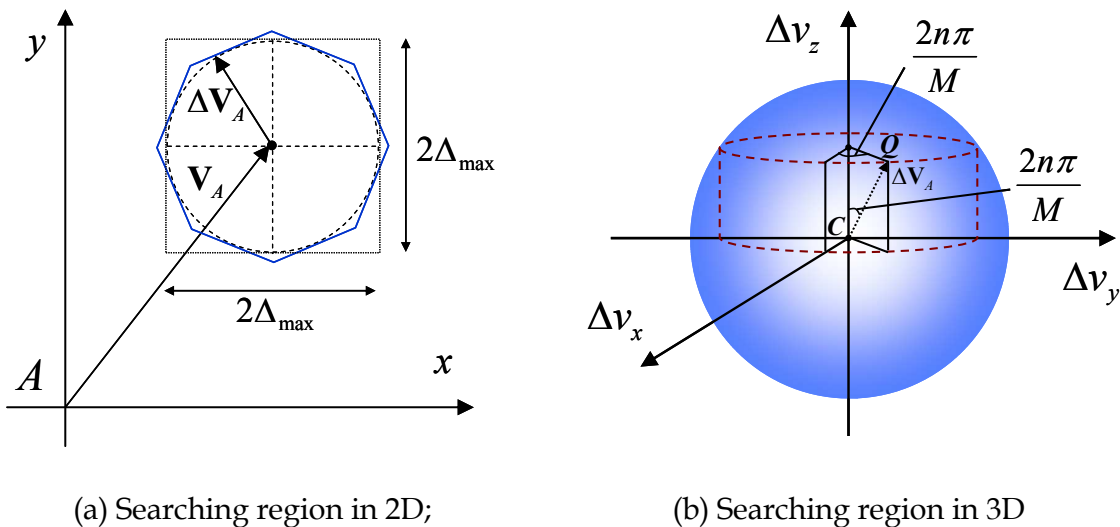 y
ΔV_A
V_A
2Δ_max
2Δ_max
A
x
(a) Searching region in 2D;
Δv_z
2nπ/M
Q
ΔV_A
2nπ/M
C
Δv_y
Δv_x
(b) Searching region in 3D